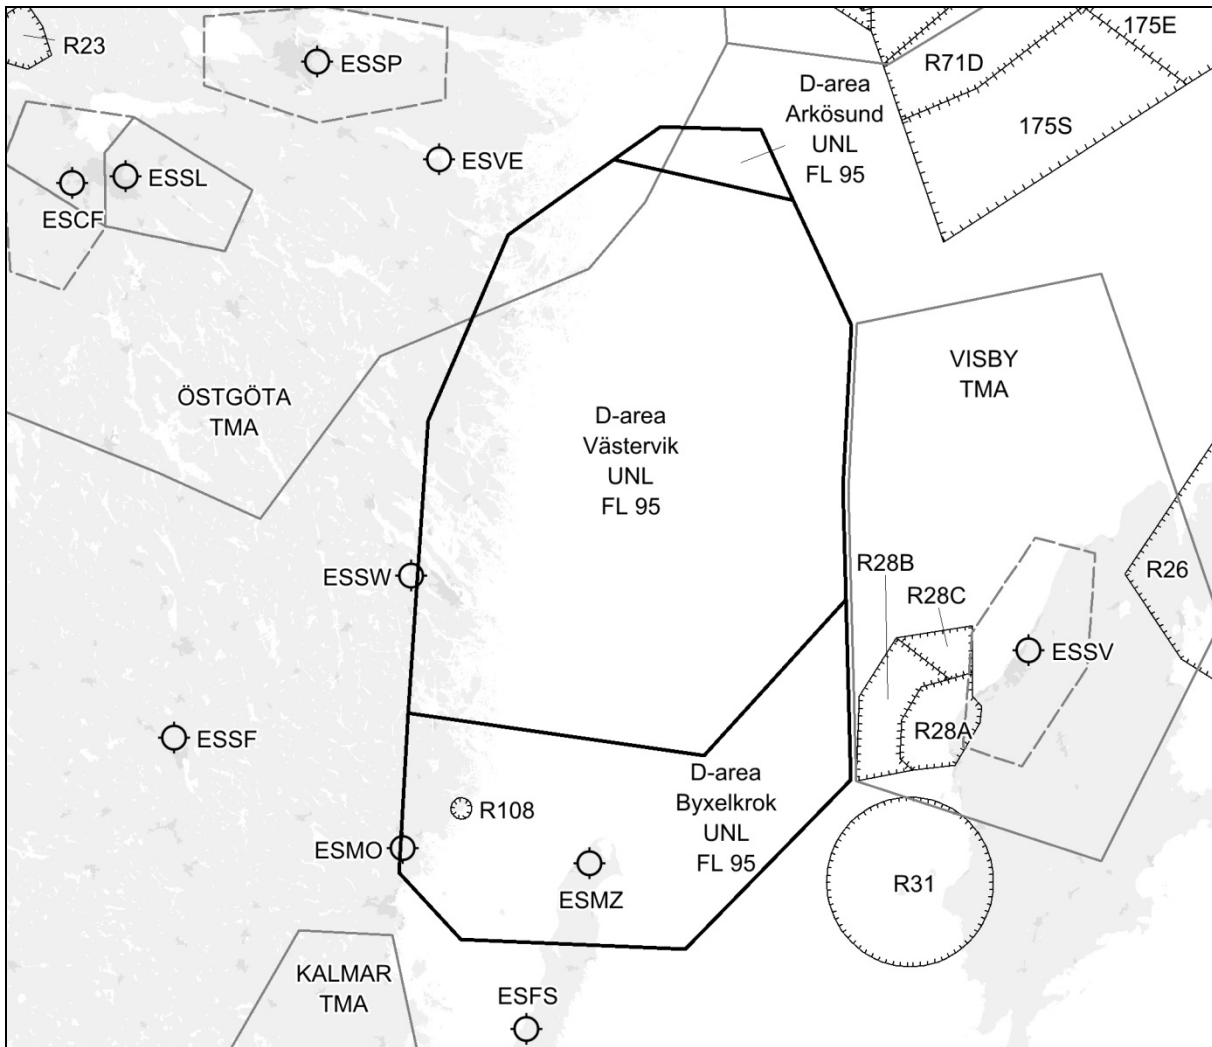 R23
ESSP
175E
R71D
D-area
Arkösund
UNL
FL 95
175S
ESVE
ESSL
ESCF
VISBY
TMA
ÖSTGÖTA
TMA
D-area
Västervik
UNL
FL 95
R28B
R26
ESSW
R28C
ESSV
ESSF
R28A
D-area
Byxelkrok
UNL
FL 95
R108
ESMO
R31
ESMZ
KALMAR
TMA
ESFS